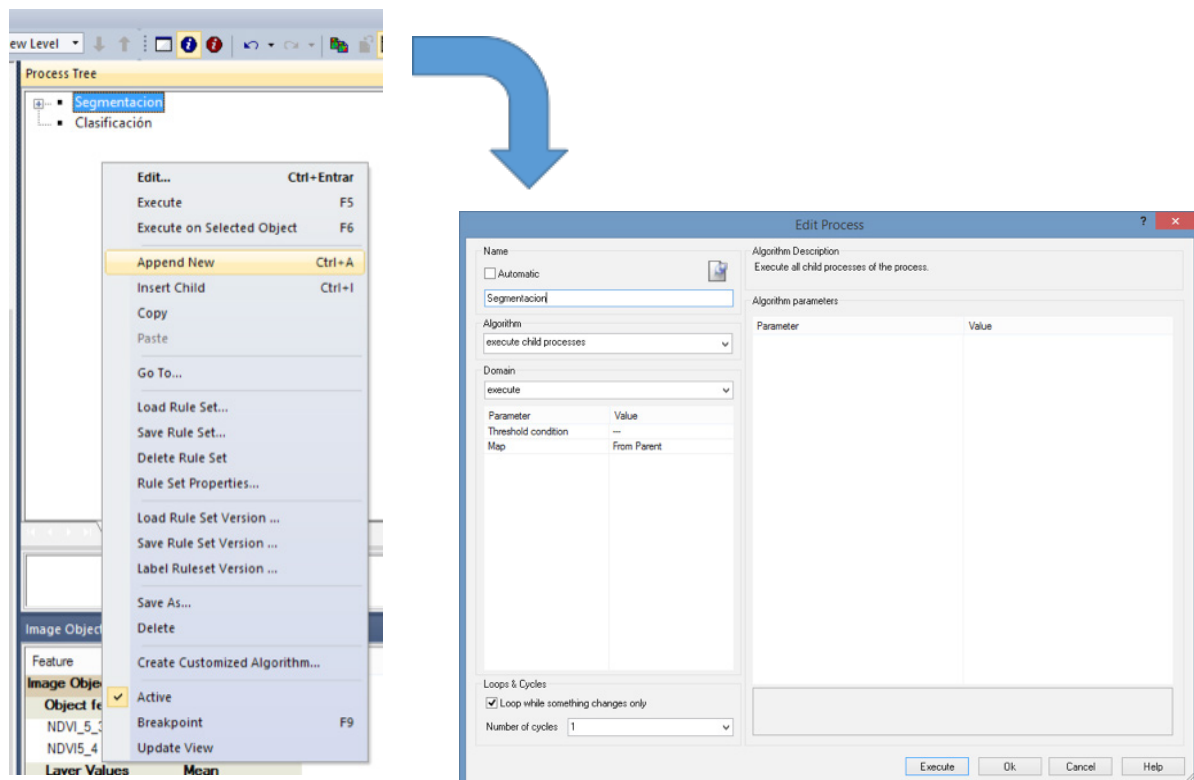 ew Level
Process Tree
Segmentacion
Clasificación
Edit... Ctrl+Entrar
Execute F5
Execute on Selected Object F6
Append New Ctrl+A
Insert Child Ctrl+I
Copy
Paste
Go To...
Load Rule Set...
Save Rule Set...
Delete Rule Set
Rule Set Properties...
Load Rule Set Version ...
Save Rule Set Version ...
Label Ruleset Version ...
Save As...
Delete
Create Customized Algorithm...
Active
Breakpoint F9
Update View
Image Object
Feature
Image Obje
Object fe
NDVI_5_3
NDVI5_4
Layer Values Mean
Edit Process
?
Name
Automatic
Segmentacion
Algorithm
execute child processes
Domain
execute
Parameter Value
Threshold condition ---
Map From Parent
Loops & Cycles
Loop while something changes only
Number of cycles 1
Algorithm Description
Execute all child processes of the process.
Algorithm parameters
Parameter Value
Execute Ok Cancel Help